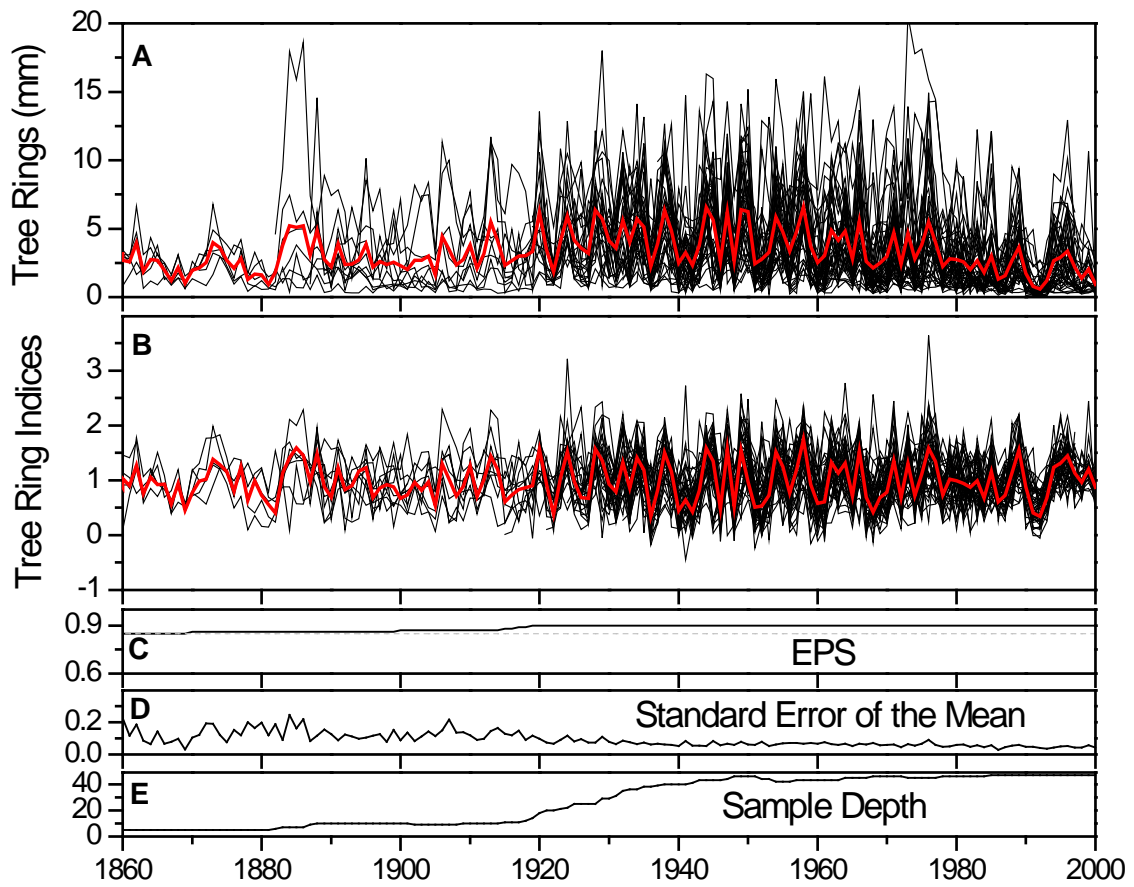 Tree Rings (mm)
20
15
10
5
0
A
Tree Ring Indices
3
2
1
0
-1
B
0.9
0.6
C
EPS
0.2
0.0
D
Standard Error of the Mean
40
20
0
E
Sample Depth
1860 1880 1900 1920 1940 1960 1980 2000